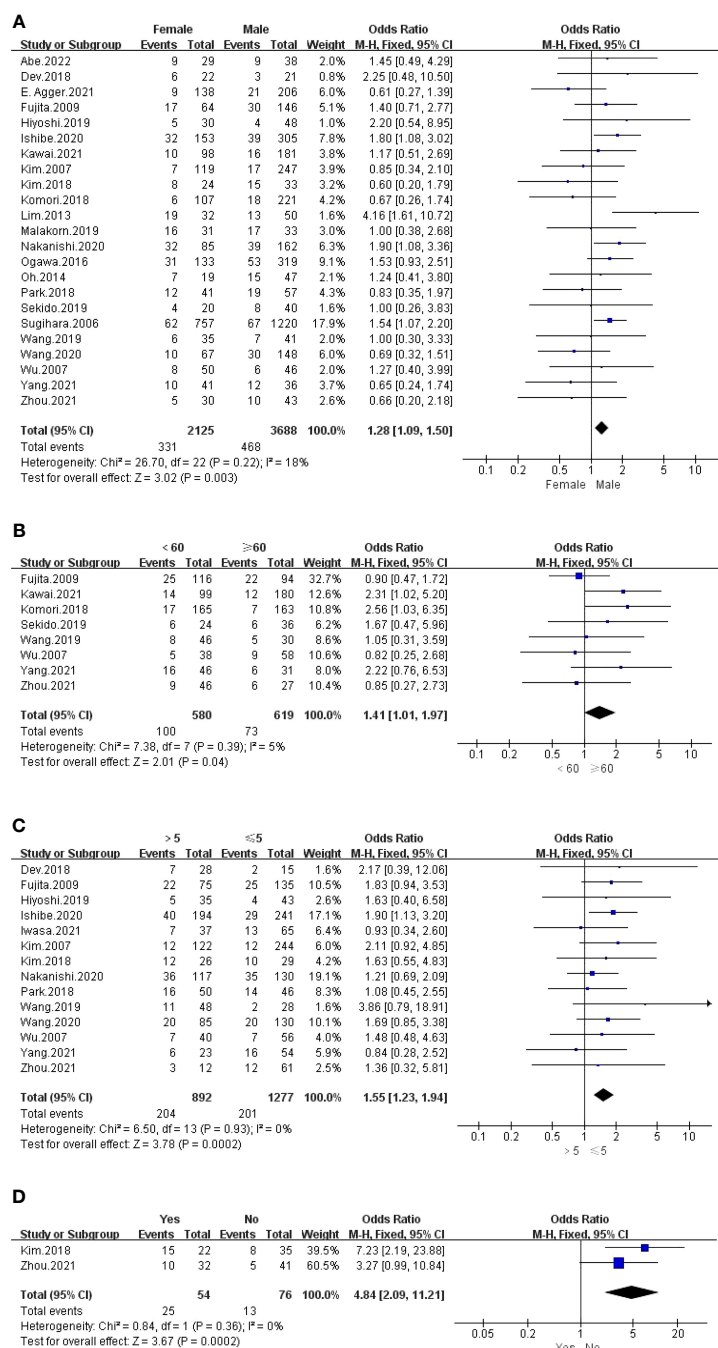 A
Female Male Odds Ratio Odds Ratio
Study or Subgroup Events Total Events Total Weight M-H, Fixed, 95% CI M-H, Fixed, 95% CI
Abe.2022 9 29 9 38 2.0% 1.45 [0.49, 4.29]
Dev.2018 6 22 3 21 0.8% 2.25 [0.48, 10.50]
E. Agger.2021 9 138 21 206 5.6% 0.61 [0.27, 1.39]
Fujita.2009 17 64 30 146 4.9% 1.40 [0.71, 2.77]
Hiyoshi.2019 5 30 4 48 0.9% 2.20 [0.54, 8.95]
Ishibe.2020 32 153 39 305 7.8% 1.80 [1.08, 3.02]
Kawai.2021 10 98 16 181 3.6% 1.17 [0.51, 2.69]
Kim.2007 7 119 17 247 3.9% 0.85 [0.34, 2.10]
Kim.2018 8 24 15 33 3.0% 0.60 [0.20, 1.79]
Komori.2018 6 107 18 221 3.9% 0.67 [0.26, 1.74]
Lim.2013 19 32 13 50 1.4% 4.16 [1.61, 10.72]
Malakorn.2019 16 31 17 33 2.7% 1.00 [0.38, 2.68]
Nakanishi.2020 32 85 39 162 5.7% 1.90 [1.08, 3.36]
Ogawa.2016 31 133 53 319 8.2% 1.53 [0.93, 2.51]
Oh.2014 7 19 15 47 1.9% 1.24 [0.41, 3.80]
Park.2018 12 41 19 57 3.9% 0.83 [0.35, 1.97]
Sekido.2019 4 20 8 40 1.5% 1.00 [0.26, 3.83]
Sugihara.2006 62 757 67 1220 17.9% 1.54 [1.07, 2.20]
Wang.2019 6 35 7 41 1.9% 1.00 [0.30, 3.33]
Wang.2020 10 67 30 148 5.7% 0.69 [0.32, 1.51]
Wu.2007 8 50 6 46 1.8% 1.27 [0.40, 3.99]
Yang.2021 10 41 12 36 3.4% 0.65 [0.24, 1.74]
Zhou.2021 5 30 10 43 2.4% 0.66 [0.20, 2.18]
Total (95% CI) 2125 3688 100.0% 1.28 [1.09, 1.50]
Total events 331 468
Heterogeneity: Chi² = 26.70, df = 22 (P = 0.22); I² = 18%
Test for overall effect: Z = 3.02 (P = 0.003)
0.1 0.2 0.5 1 2 5 10
Female Male
B
< 60 ≥60 Odds Ratio Odds Ratio
Study or Subgroup Events Total Events Total Weight M-H, Fixed, 95% CI M-H, Fixed, 95% CI
Fujita.2009 25 116 22 94 32.7% 0.90 [0.47, 1.72]
Kawai.2021 14 99 12 180 12.2% 2.31 [1.02, 5.20]
Komori.2018 17 165 7 163 10.9% 2.56 [1.03, 6.35]
Sekido.2019 6 24 6 36 6.2% 1.67 [0.47, 5.96]
Wang.2019 8 46 5 30 8.6% 1.05 [0.31, 3.59]
Wu.2007 5 38 9 58 10.8% 0.82 [0.25, 2.68]
Yang.2021 16 46 6 31 8.0% 2.22 [0.76, 6.53]
Zhou.2021 9 46 6 27 10.4% 0.85 [0.27, 2.73]
Total (95% CI) 580 619 100.0% 1.41 [1.01, 1.97]
Total events 100 73
Heterogeneity: Chi² = 7.38, df = 7 (P = 0.39); I² = 5%
Test for overall effect: Z = 2.01 (P = 0.04)
0.1 0.2 0.5 1 2 5 10
< 60 ≥60
C
> 5 ≤5 Odds Ratio Odds Ratio
Study or Subgroup Events Total Events Total Weight M-H, Fixed, 95% CI M-H, Fixed, 95% CI
Dev.2018 7 28 2 15 1.6% 2.17 [0.39, 12.06]
Fujita.2009 22 75 25 135 10.5% 1.83 [0.94, 3.53]
Hiyoshi.2019 5 35 4 43 2.6% 1.63 [0.40, 6.58]
Ishibe.2020 40 194 29 241 17.1% 1.90 [1.13, 3.20]
Iwasa.2021 7 37 13 65 6.4% 0.93 [0.34, 2.60]
Kim.2007 12 122 12 244 6.0% 2.11 [0.92, 4.85]
Kim.2018 12 26 10 29 4.1% 1.63 [0.55, 4.83]
Nakanishi.2020 36 117 35 130 19.1% 1.21 [0.69, 2.09]
Park.2018 16 50 14 46 8.3% 1.08 [0.45, 2.55]
Wang.2019 11 48 2 28 1.6% 3.86 [0.79, 18.91]
Wang.2020 20 85 20 130 10.1% 1.69 [0.85, 3.38]
Wu.2007 7 40 7 56 4.0% 1.48 [0.48, 4.63]
Yang.2021 6 23 16 54 5.9% 0.84 [0.28, 2.52]
Zhou.2021 3 12 12 61 2.5% 1.36 [0.32, 5.81]
Total (95% CI) 892 1277 100.0% 1.55 [1.23, 1.94]
Total events 204 201
Heterogeneity: Chi² = 6.50, df = 13 (P = 0.93); I² = 0%
Test for overall effect: Z = 3.78 (P = 0.0002)
0.1 0.2 0.5 1 2 5 10
> 5 ≤5
D
Yes No Odds Ratio Odds Ratio
Study or Subgroup Events Total Events Total Weight M-H, Fixed, 95% CI M-H, Fixed, 95% CI
Kim.2018 15 22 8 35 39.5% 7.23 [2.19, 23.88]
Zhou.2021 10 32 5 41 60.5% 3.27 [0.99, 10.84]
Total (95% CI) 54 76 100.0% 4.84 [2.09, 11.21]
Total events 25 13
Heterogeneity: Chi² = 0.84, df = 1 (P = 0.36); I² = 0%
Test for overall effect: Z = 3.67 (P = 0.0002)
0.05 0.2 1 5 20
Yes No